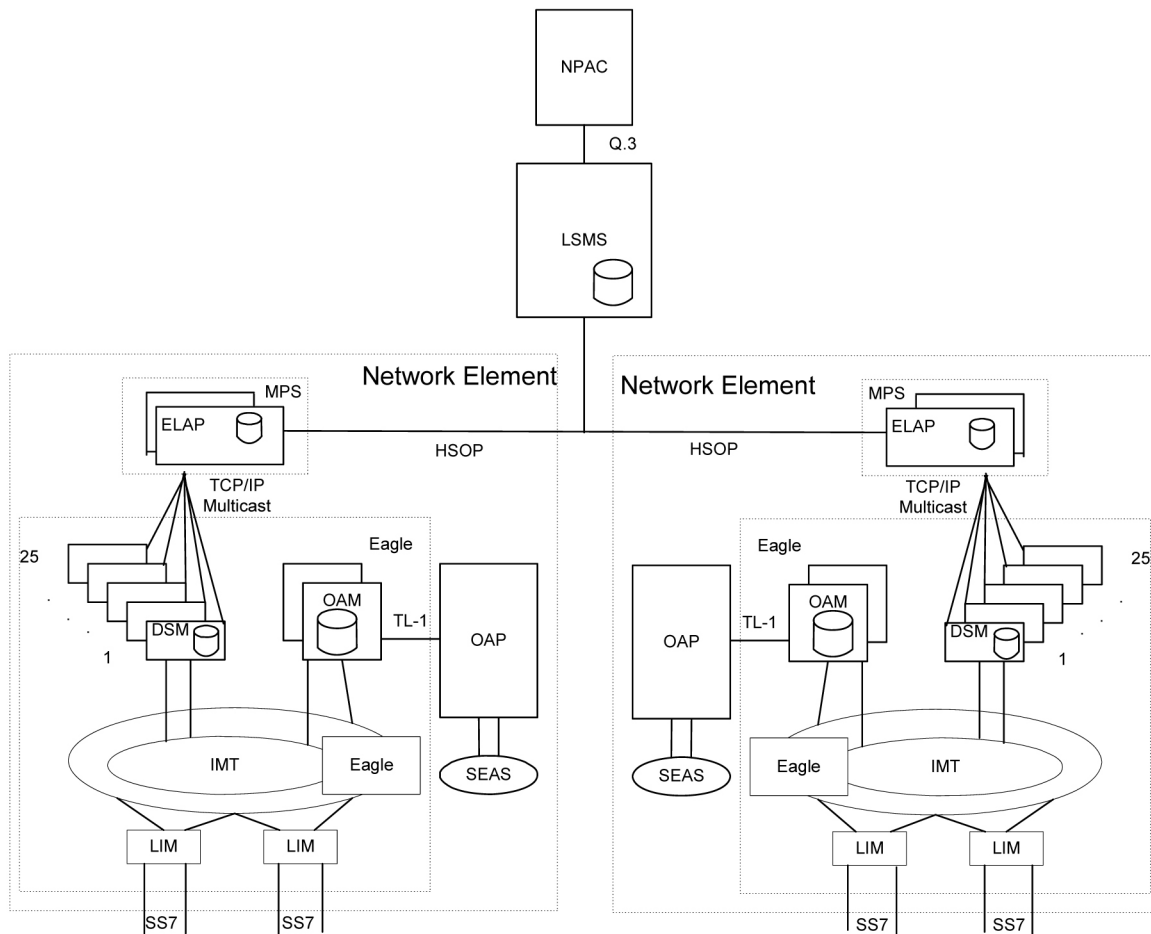 NPAC
Q.3
LSMS
Network Element
Network Element
MPS
MPS
ELAP
ELAP
HSOP
HSOP
TCP/IP
Multicast
TCP/IP
Multicast
25
Eagle
Eagle
25
OAM
OAM
DSM
TL-1
OAP
OAP
TL-1
DSM
1
1
IMT
Eagle
SEAS
SEAS
Eagle
IMT
LIM
LIM
LIM
LIM
SS7
SS7
SS7
SS7